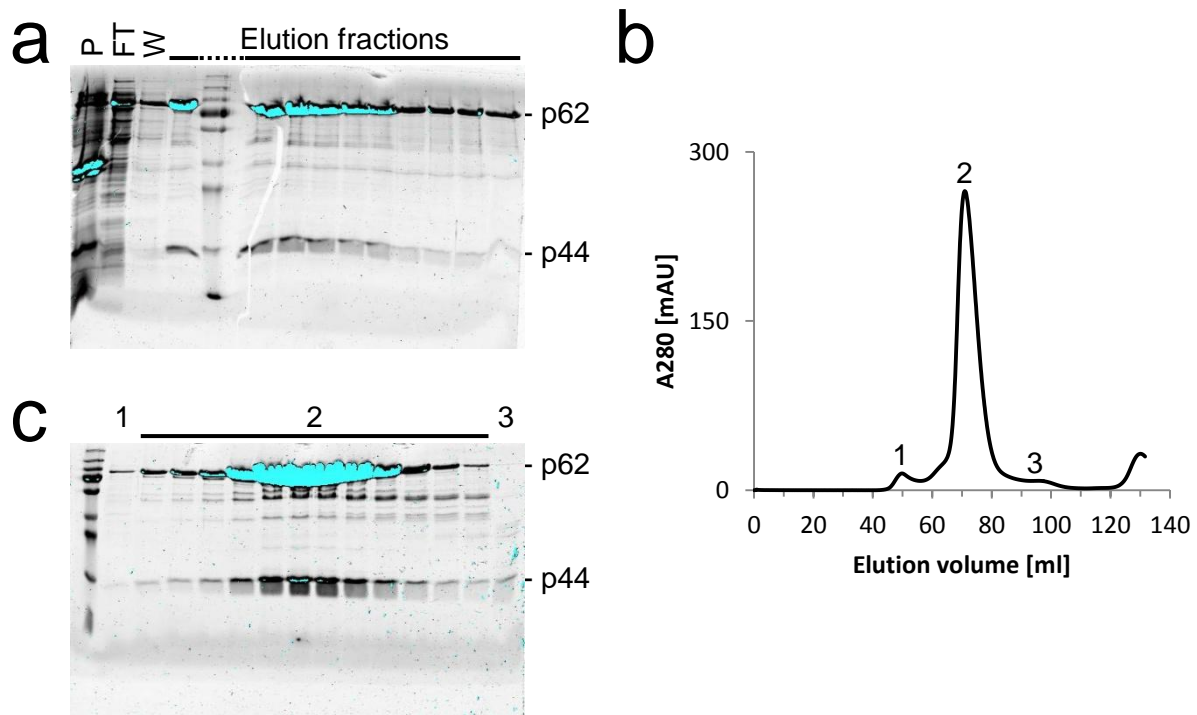 a
P
FT
W
Elution fractions
p62
p44
b
300
150
0
A280 [mAU]
1
2
3
0 20 40 60 80 100 120 140
Elution volume [ml]
c
1 2 3
p62
p44